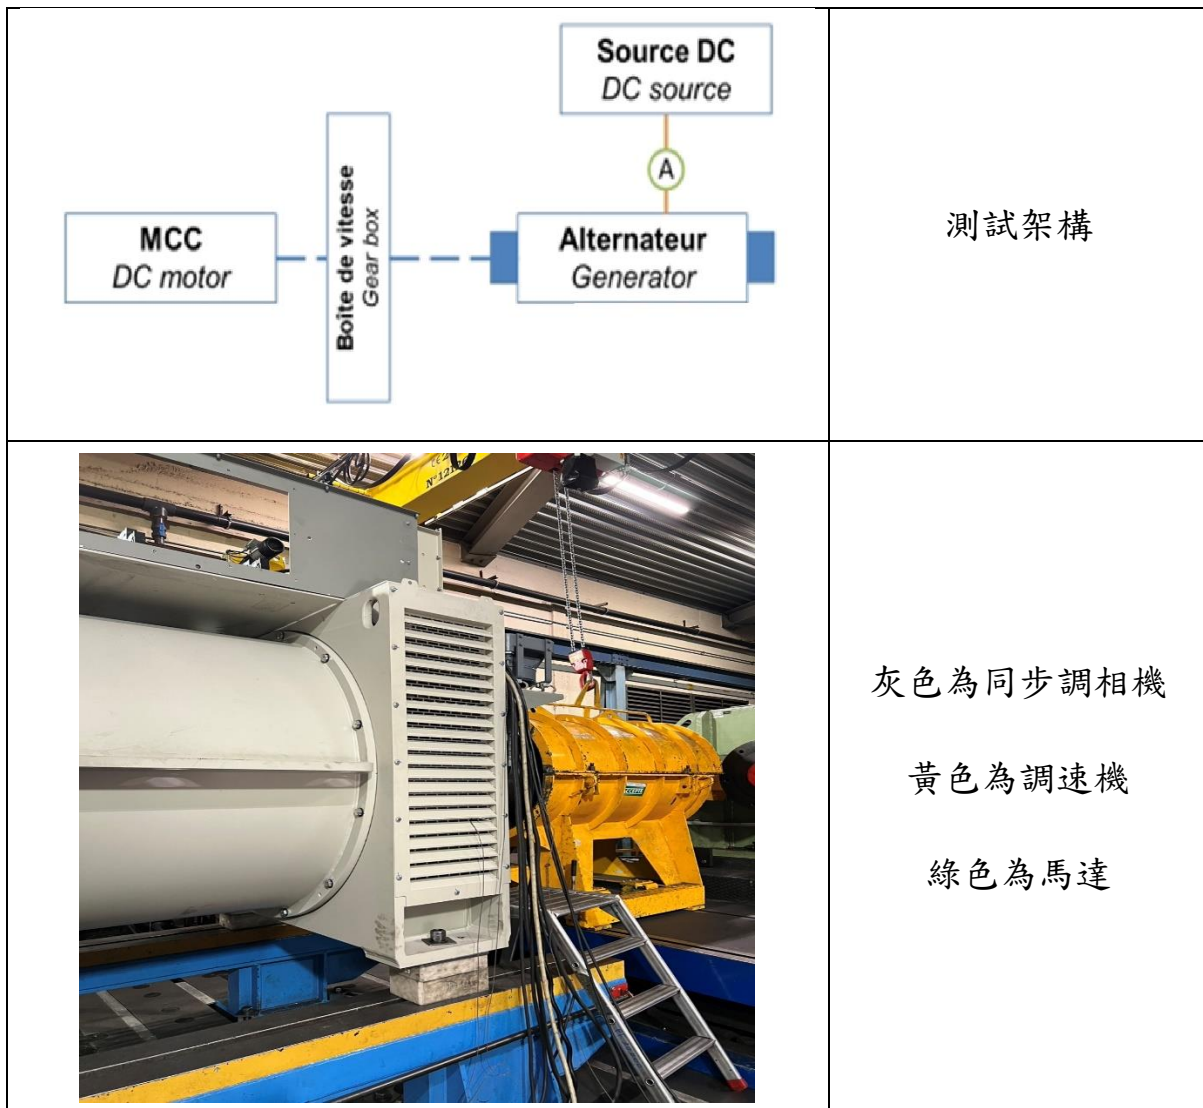 Source DC
DC source
A
MCC
DC motor
Boîte de vitesse
Gear box
Alternateur
Generator
測試架構
灰色為同步調相機
黃色為調速機
綠色為馬達